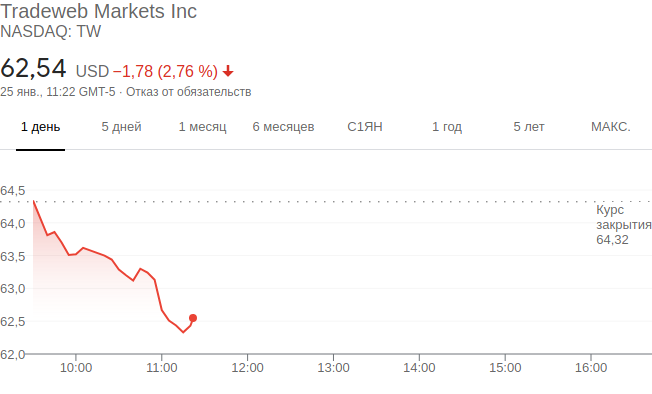 Tradeweb Markets Inc
NASDAQ: TW
62,54 USD −1,78 (2,76 %)
25 янв., 11:22 GMT-5 · Отказ от обязательств
1 день 5 дней 1 месяц 6 месяцев С1ЯН 1 год 5 лет МАКС.
64,5
Курс
закрытия
64,32
64,0
63,5
63,0
62,5
62,0
10:00 11:00 12:00 13:00 14:00 15:00 16:00